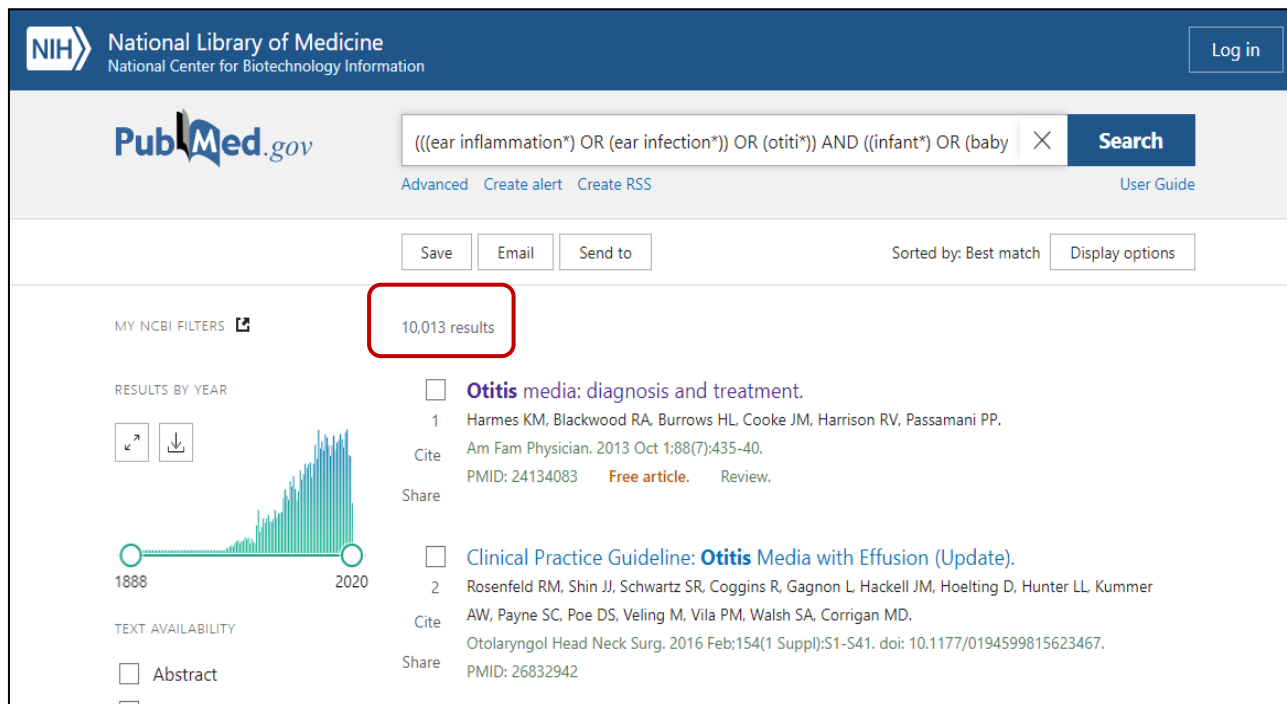 NIH National Library of Medicine
National Center for Biotechnology Information
Log in
PubMed.gov
(((ear inflammation*) OR (ear infection*)) OR (otiti*)) AND ((infant*) OR (baby
Search
Advanced Create alert Create RSS
User Guide
Save Email Send to
Sorted by: Best match Display options
MY NCBI FILTERS
10,013 results
RESULTS BY YEAR
1888 2020
TEXT AVAILABILITY
Abstract
1
Cite
Share
Otitis media: diagnosis and treatment.
Harmes KM, Blackwood RA, Burrows HL, Cooke JM, Harrison RV, Passamani PP.
Am Fam Physician. 2013 Oct 1;88(7):435-40.
PMID: 24134083 Free article. Review.
2
Cite
Share
Clinical Practice Guideline: Otitis Media with Effusion (Update).
Rosenfeld RM, Shin JJ, Schwartz SR, Coggins R, Gagnon L, Hackell JM, Hoelting D, Hunter LL, Kummer
AW, Payne SC, Poe DS, Veling M, Vila PM, Walsh SA, Corrigan MD.
Otolaryngol Head Neck Surg. 2016 Feb;154(1 Suppl):S1-S41. doi: 10.1177/0194599815623467.
PMID: 26832942